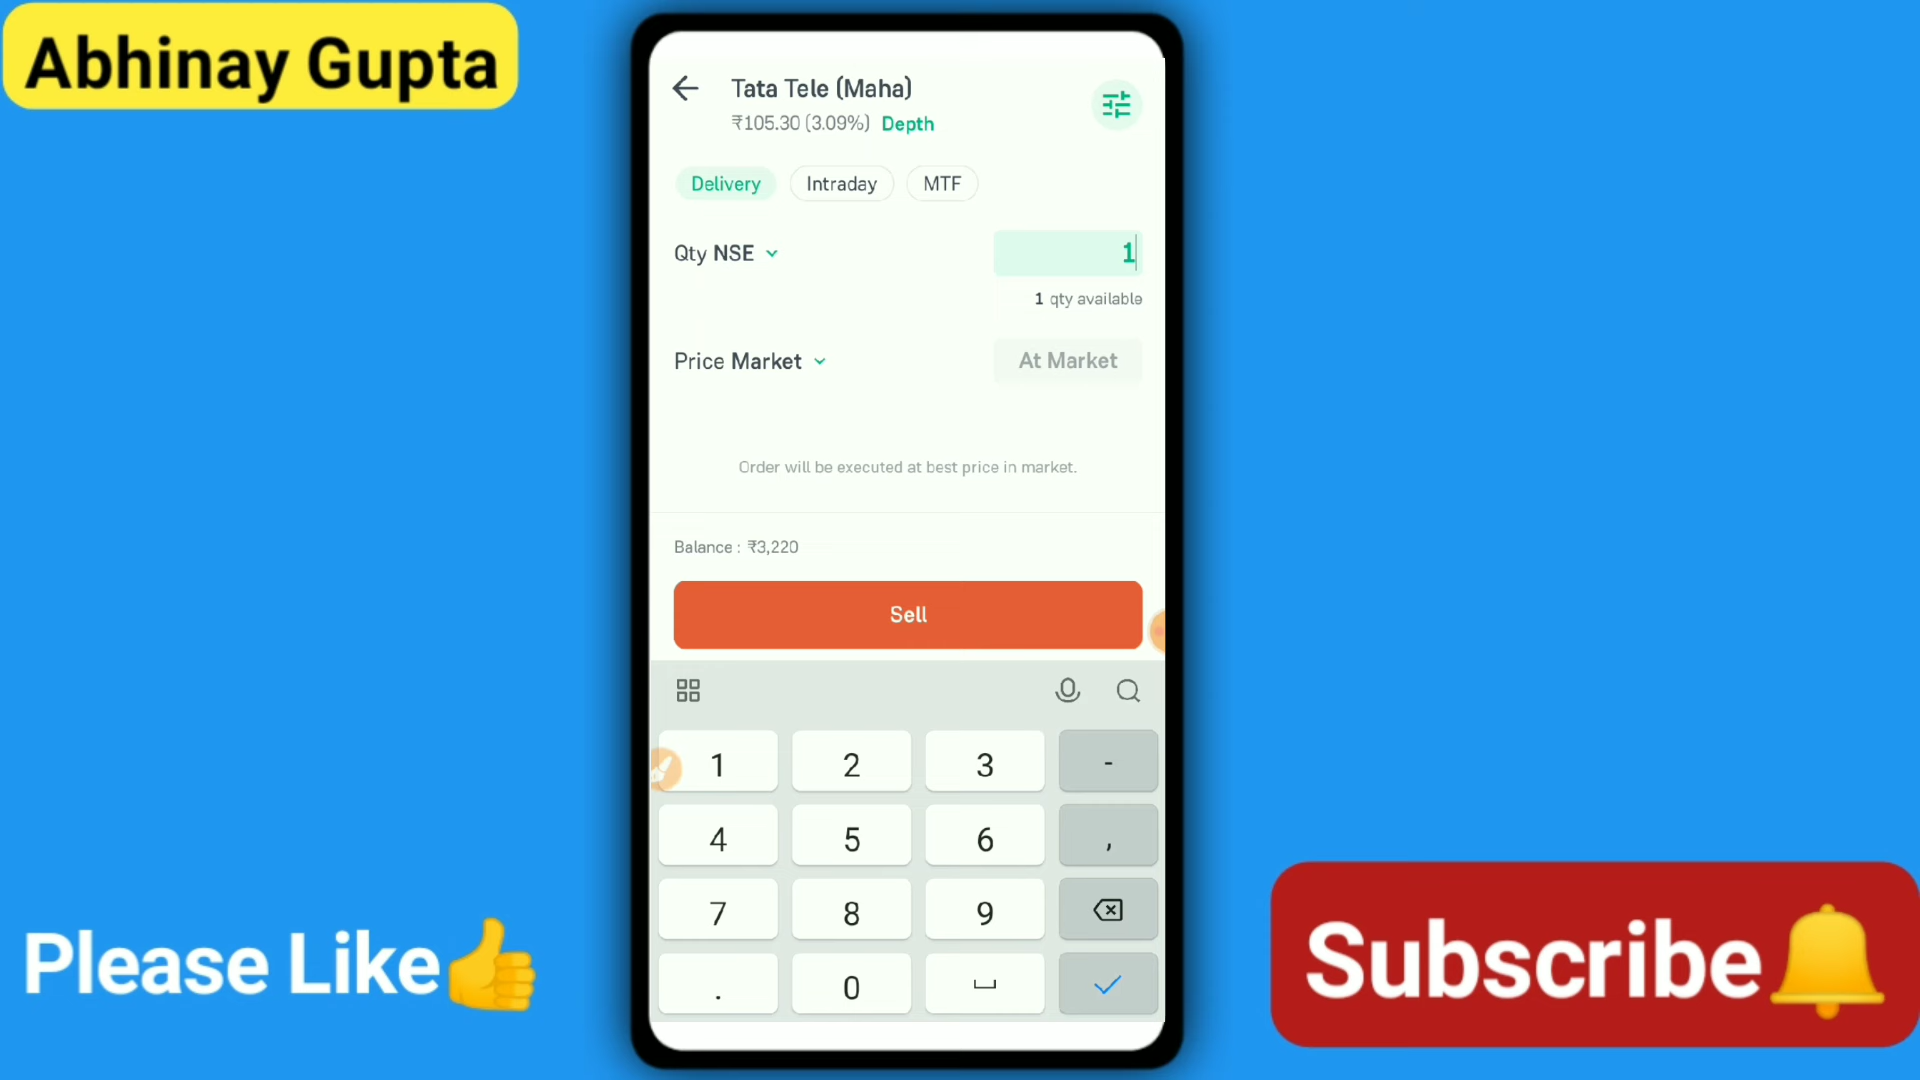 Abhinay Gupta
Tata Tele (Maha)
₹105.30 (3.09%) Depth
Delivery Intraday MTF
Qty NSE 1
1 qty available
Price Market At Market
Order will be executed at best price in market.
Balance : ₹3,220
Sell
1 2 3 -
4 5 6 ,
7 8 9
. 0
Please Like
Subscribe